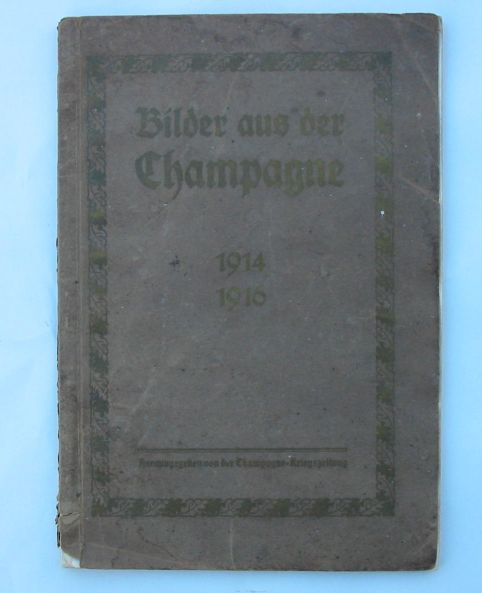 Bilder aus der
Champagne
1914
1916
Herausgegeben von der Champagne-Kriegszeitung